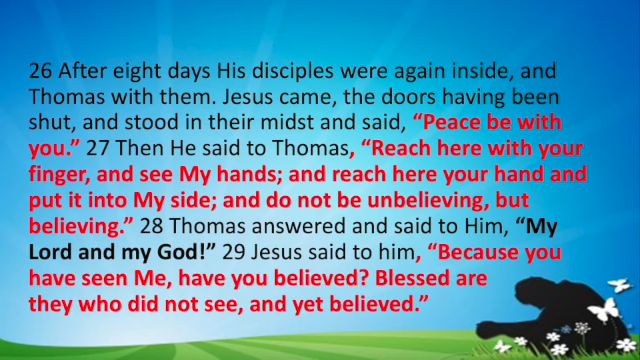 26 After eight days His disciples were again inside, and
Thomas with them. Jesus came, the doors having been
shut, and stood in their midst and said, “Peace be with
you.” 27 Then He said to Thomas, “Reach here with your
finger, and see My hands; and reach here your hand and
put it into My side; and do not be unbelieving, but
believing.” 28 Thomas answered and said to Him, “My
Lord and my God!” 29 Jesus said to him, “Because you
have seen Me, have you believed? Blessed are
they who did not see, and yet believed.”